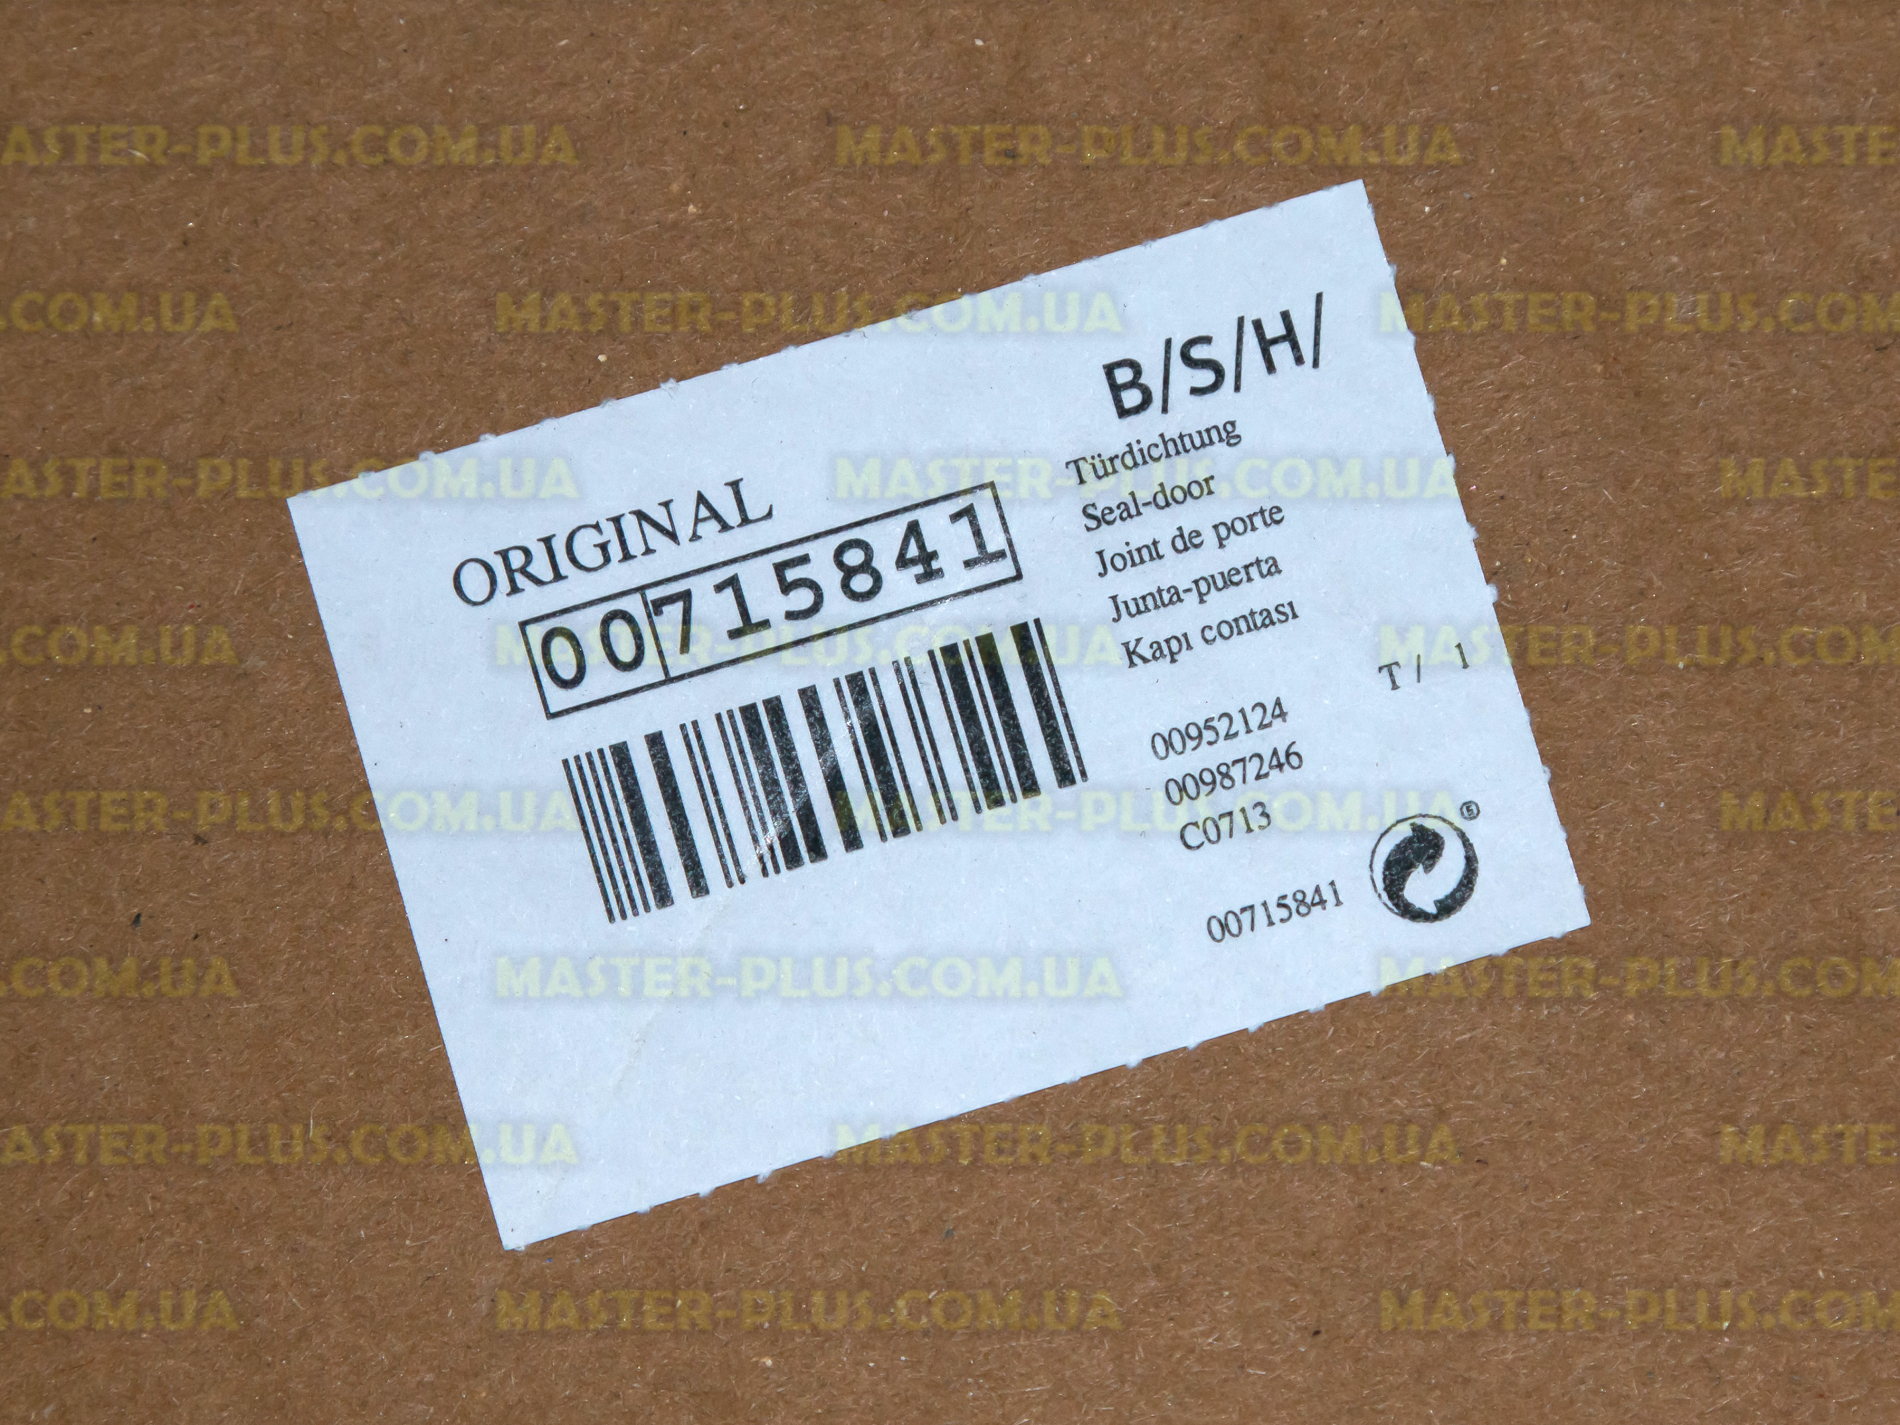 B/S/H/
ORIGINAL
00715841
Türdichtung
Seal-door
Joint de porte
Junta-puerta
Kapı contası
T / 1
00952124
00987246
C0713
00715841
MASTER-PLUS.COM.UA